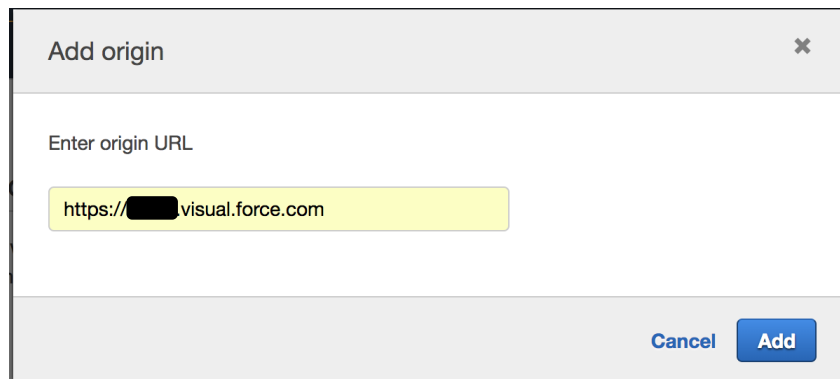 Add origin
Enter origin URL
https:// .visual.force.com
Cancel
Add